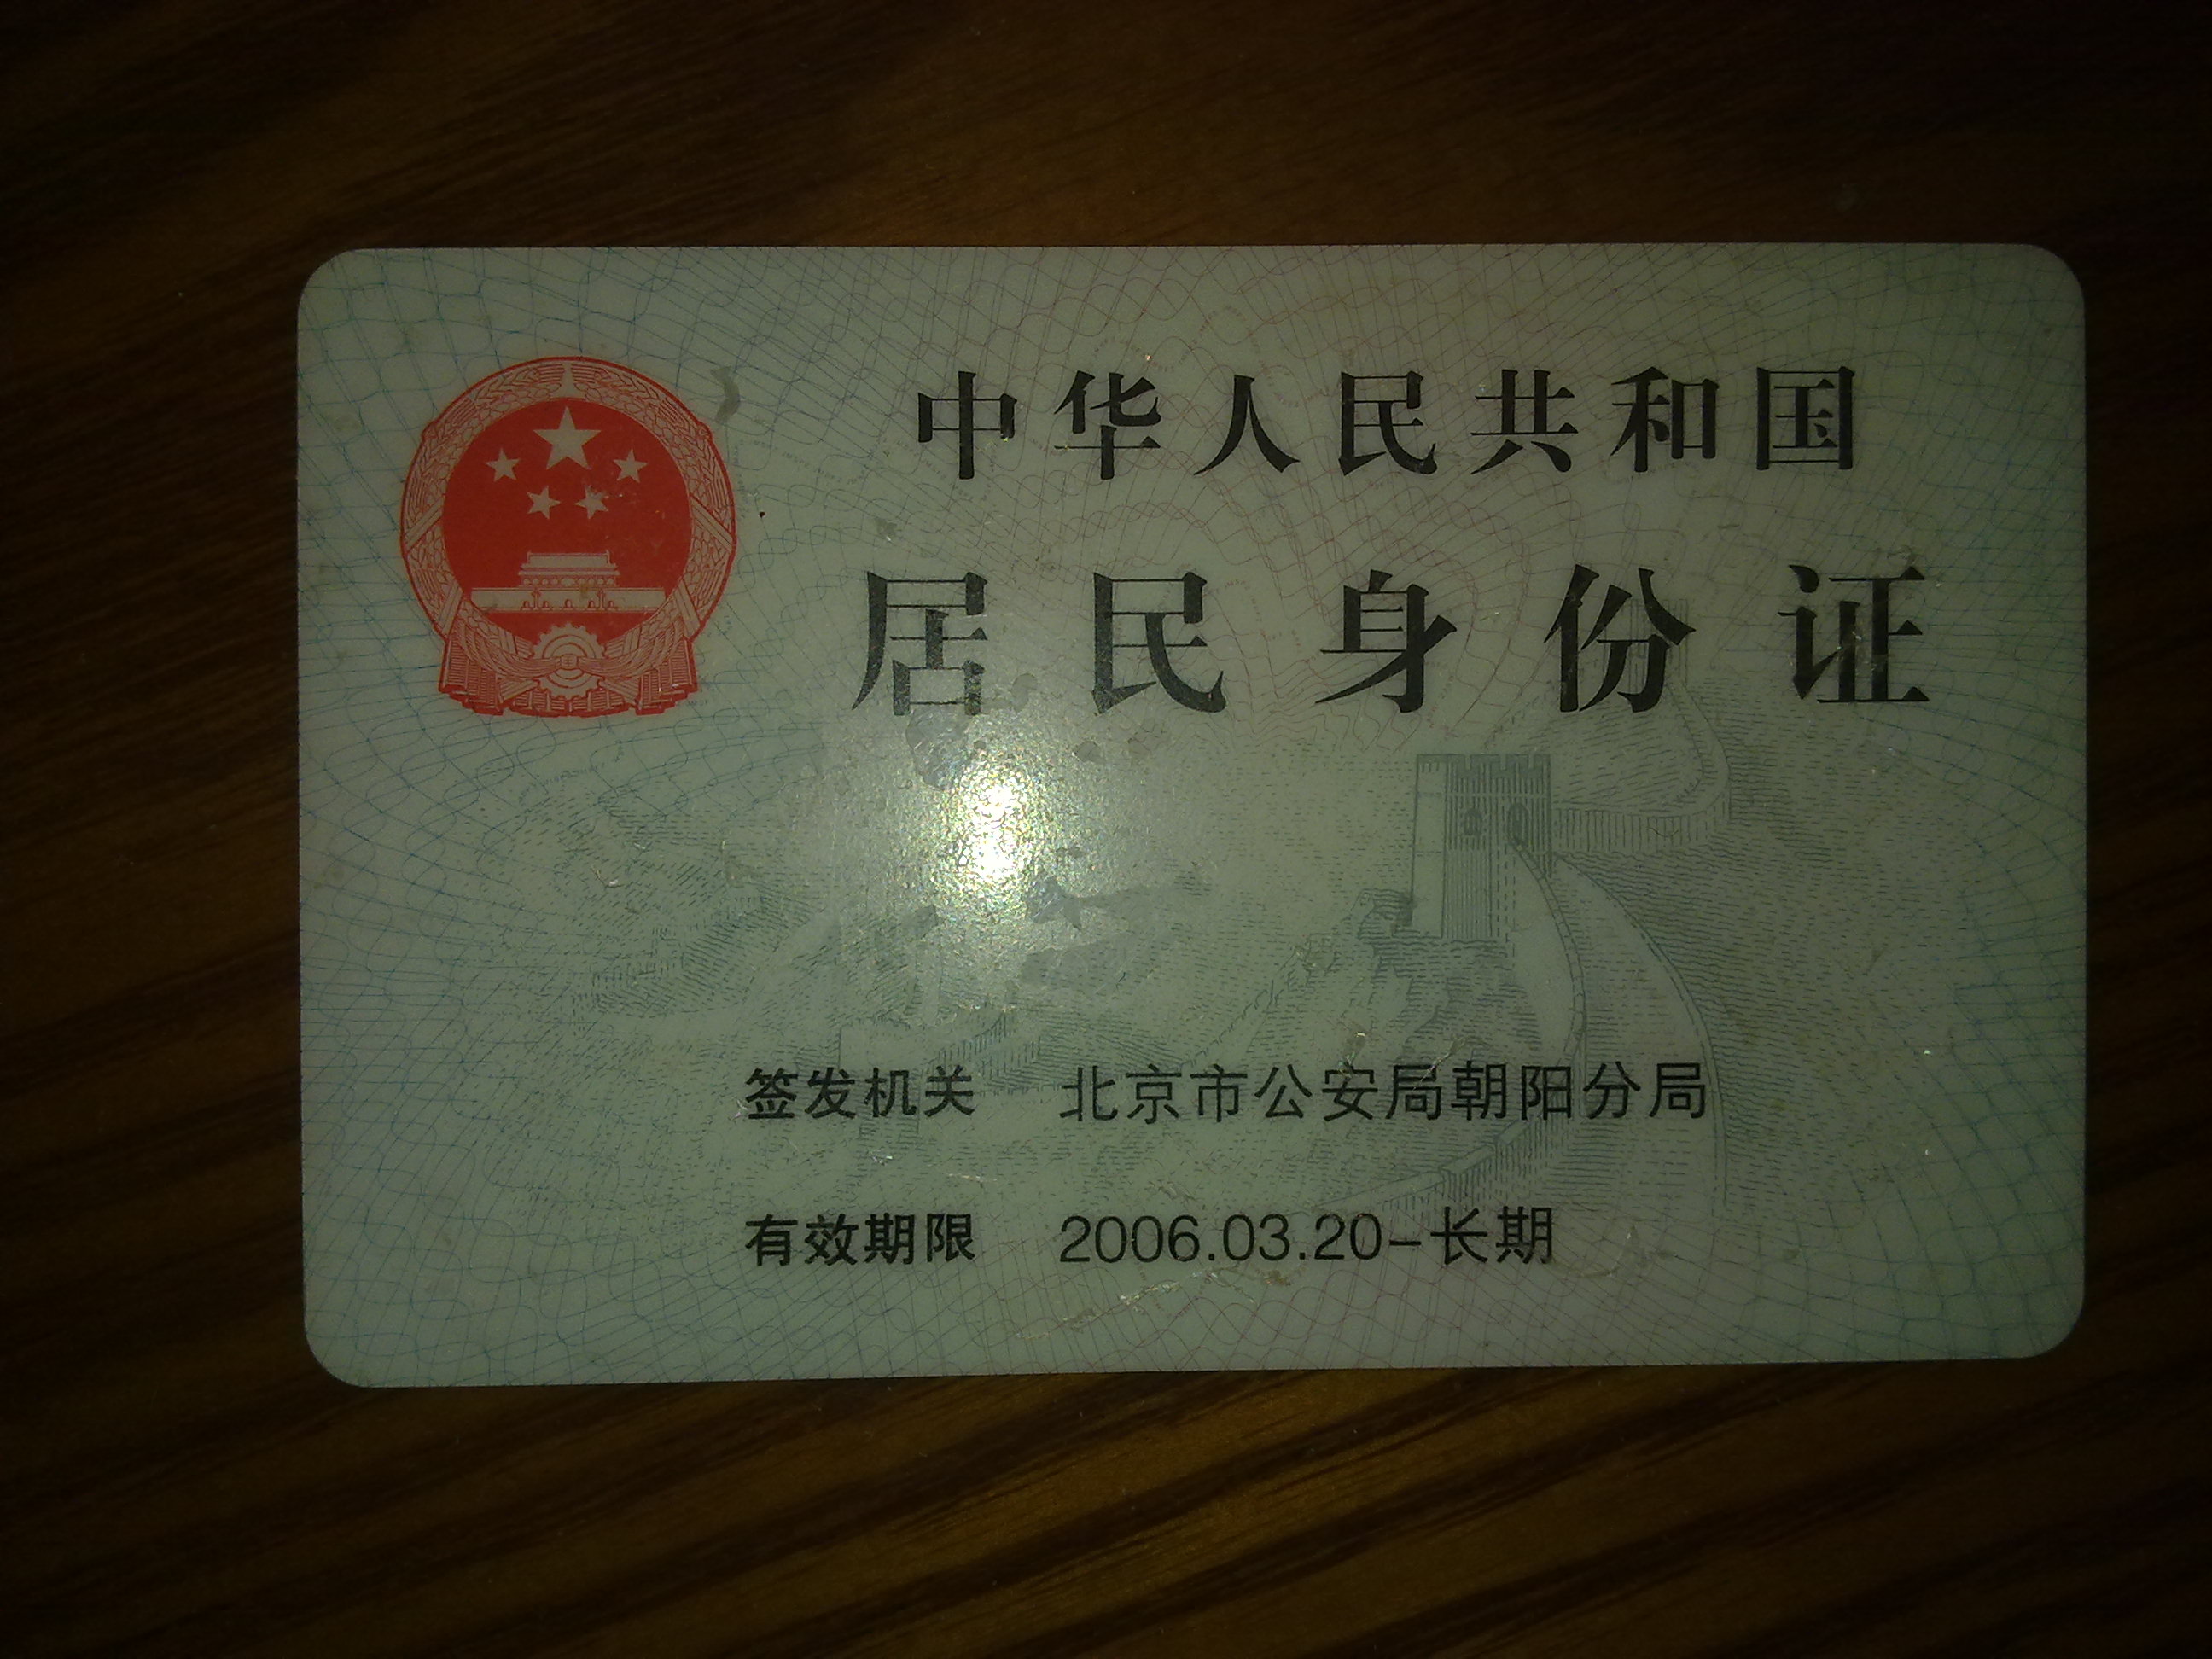 中华人民共和国
居民身份证
签发机关 北京市公安局朝阳分局
有效期限 2006.03.20-长期